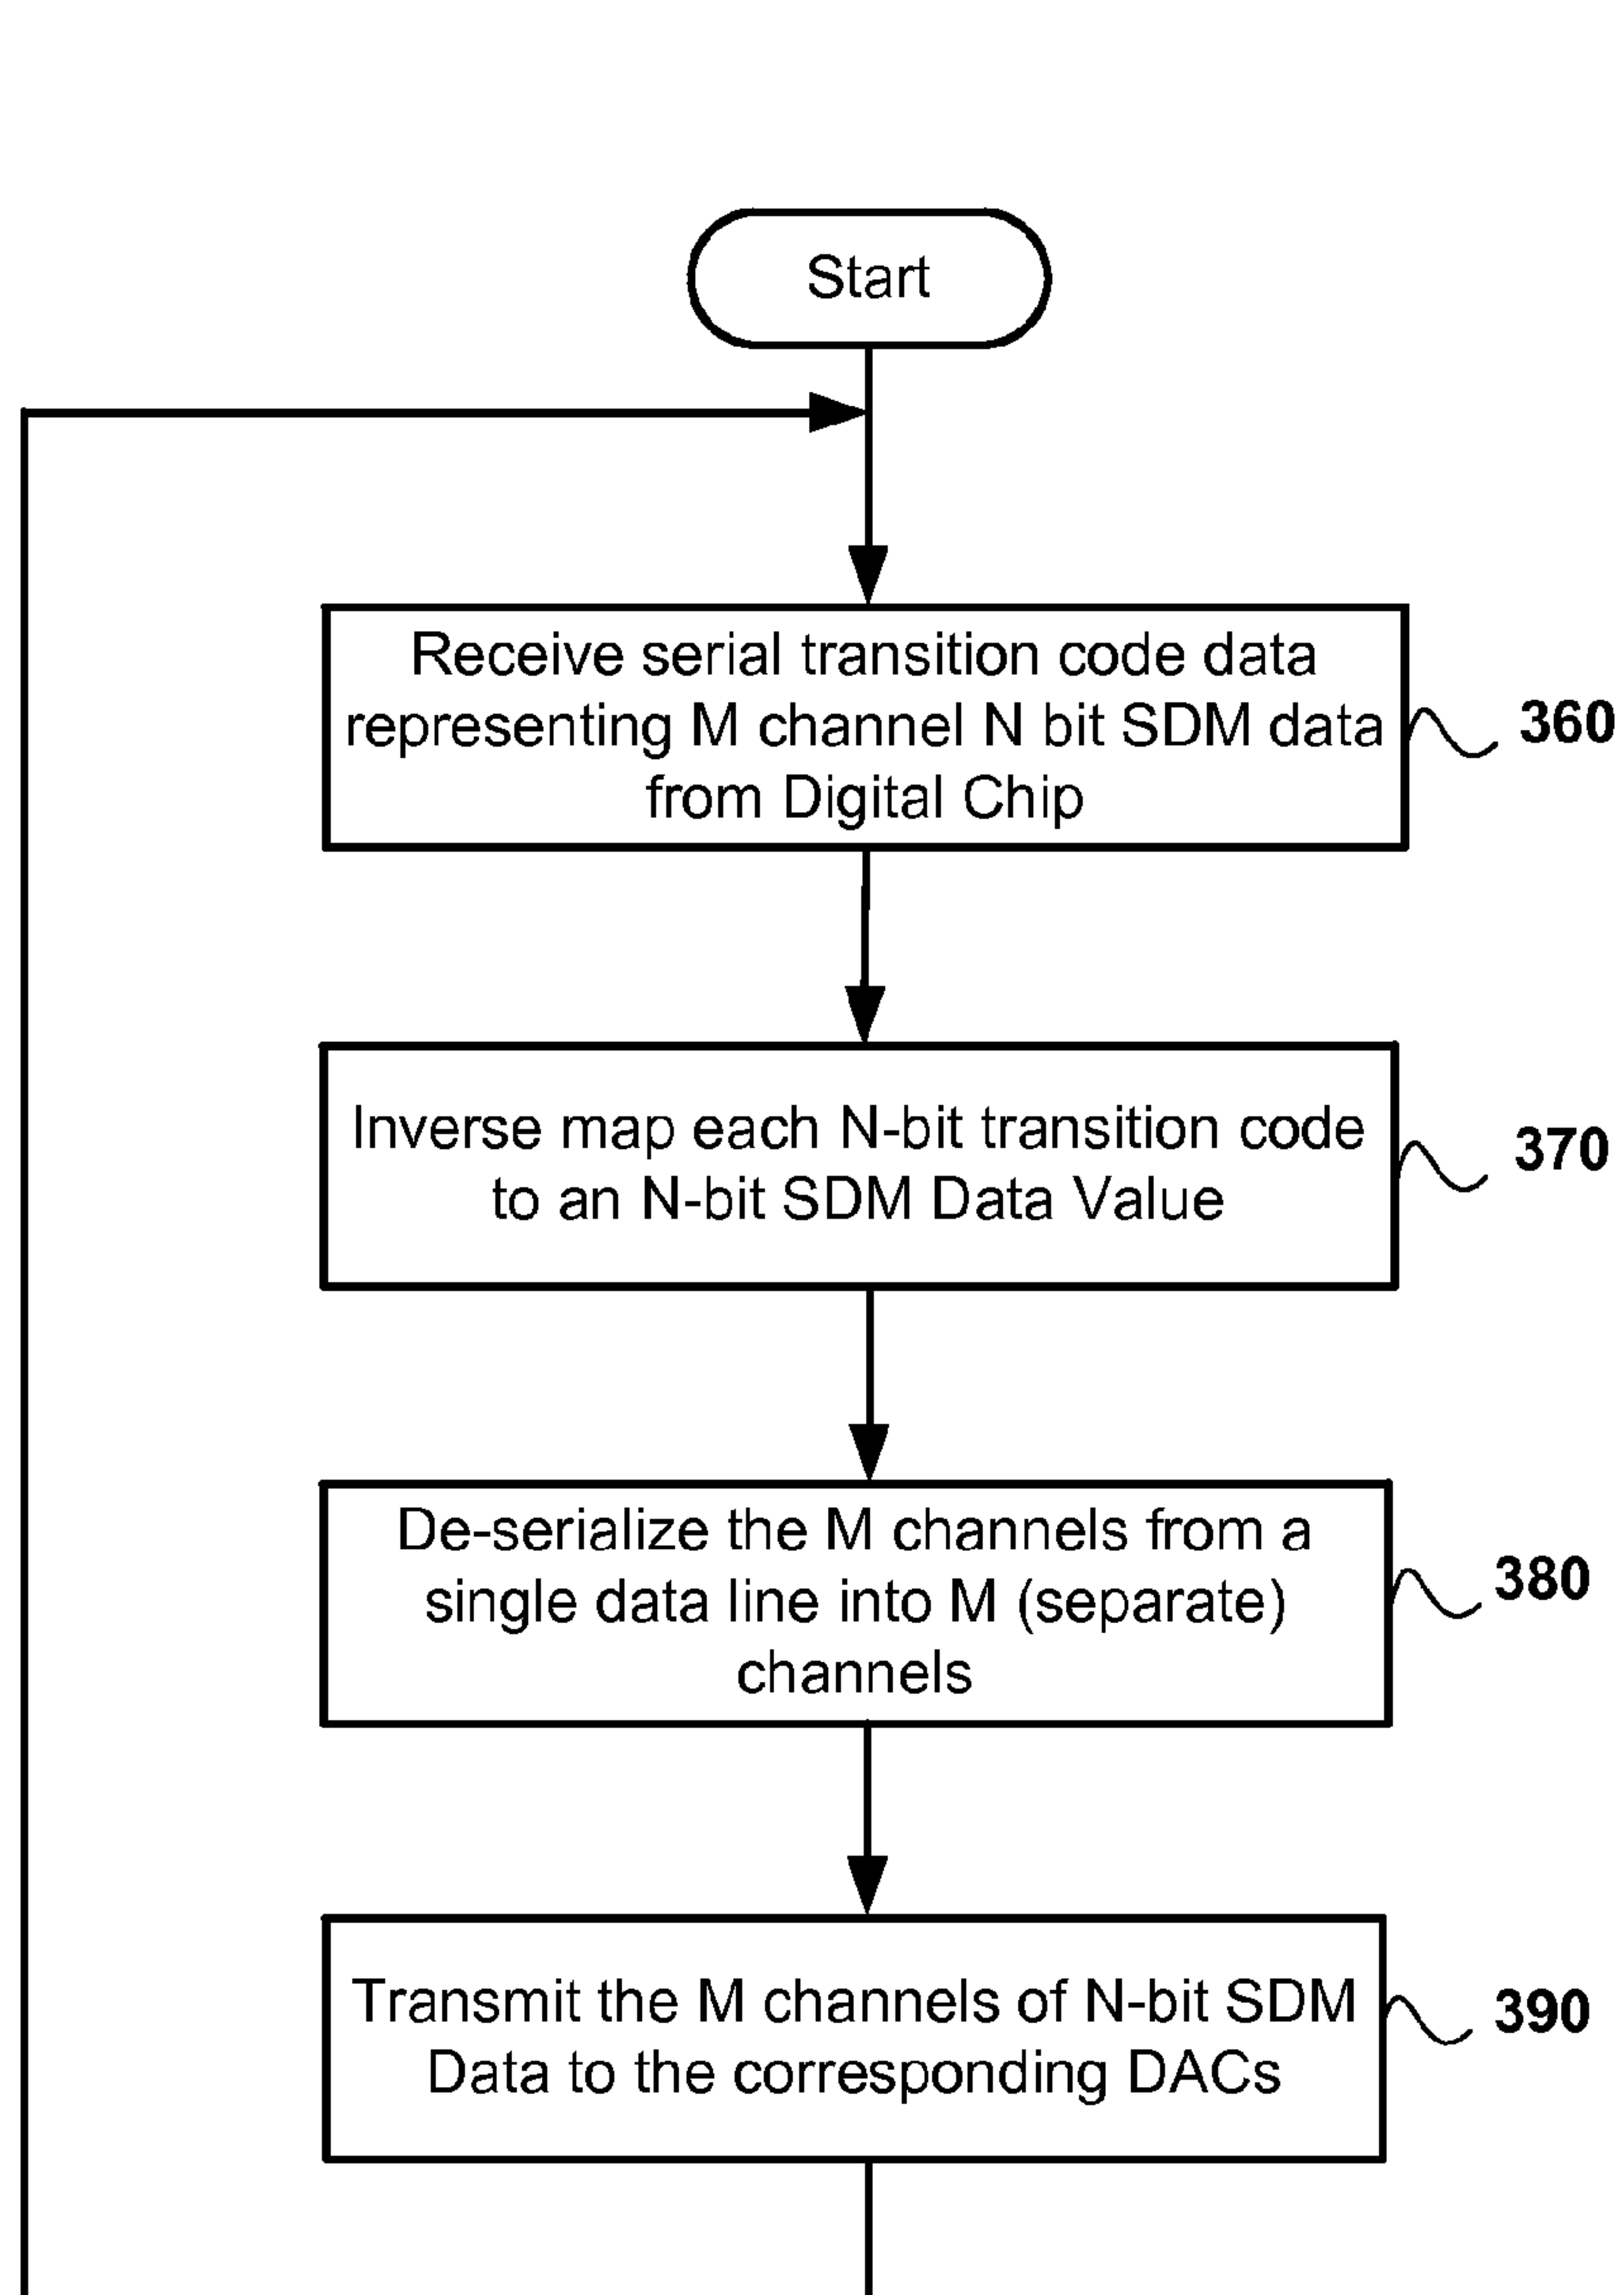 Start
Receive serial transition code data
representing M channel N bit SDM data
from Digital Chip
360
Inverse map each N-bit transition code
to an N-bit SDM Data Value
370
De-serialize the M channels from a
single data line into M (separate)
channels
380
Transmit the M channels of N-bit SDM
Data to the corresponding DACs
390